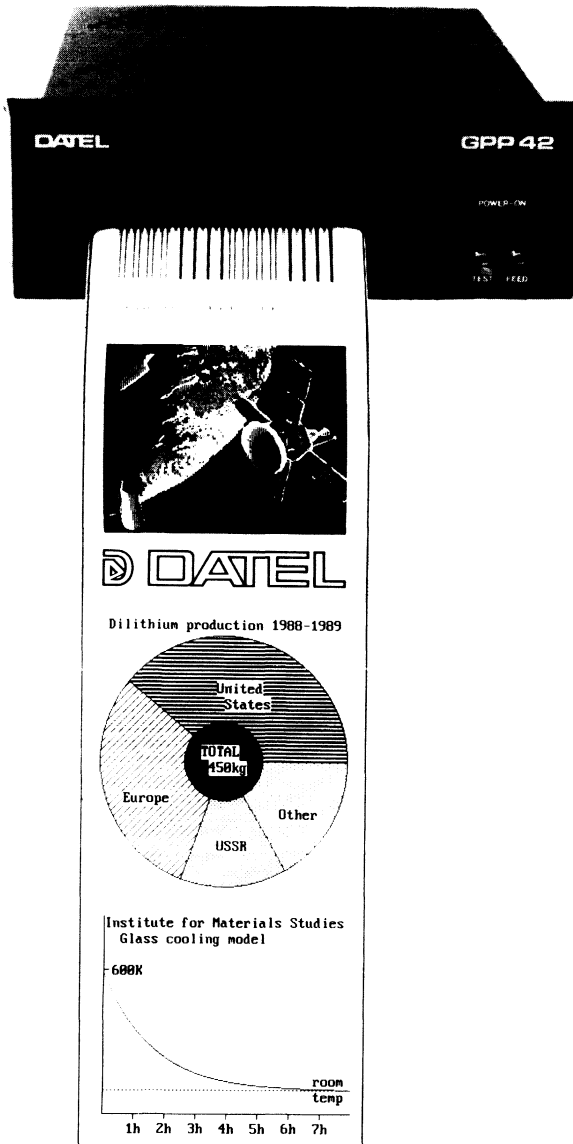 DATEL
GPP 42
POWER-ON
TEST FEED
DATEL
Dilithium production 1988-1989
United
States
TOTAL
450kg
Europe
Other
USSR
Institute for Materials Studies
Glass cooling model
600K
room
temp
1h 2h 3h 4h 5h 6h 7h